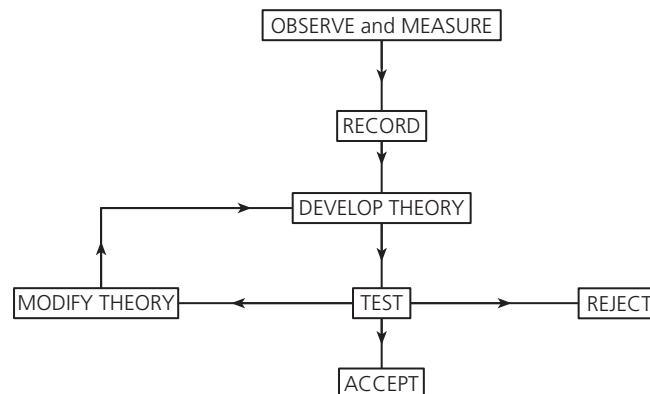 OBSERVE and MEASURE
RECORD
DEVELOP THEORY
MODIFY THEORY
TEST
REJECT
ACCEPT